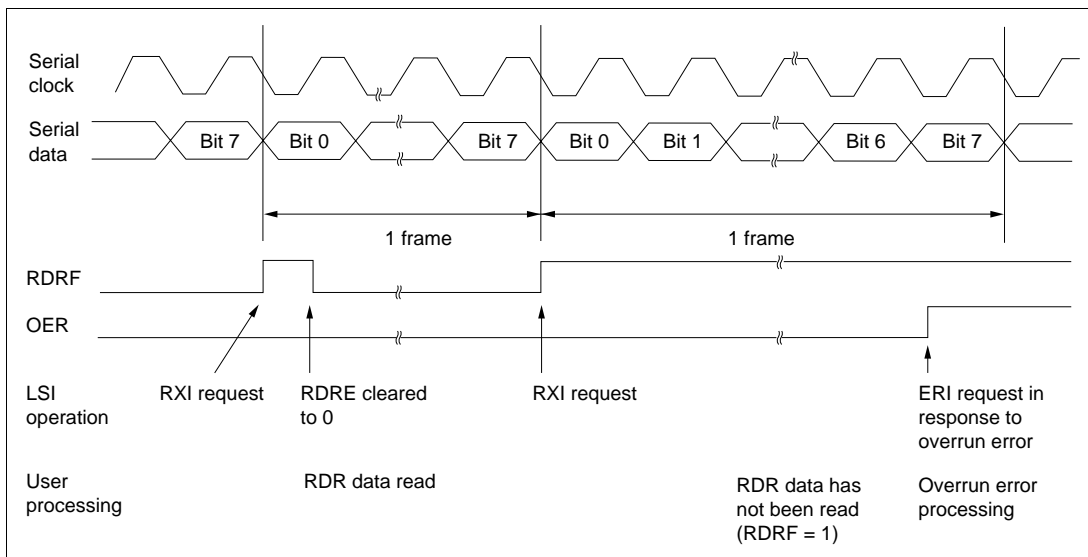 Serial
clock
Serial
data
Bit 7
Bit 0
Bit 7
Bit 0
Bit 1
Bit 6
Bit 7
1 frame
1 frame
RDRF
OER
LSI
operation
RXI request
RDRE cleared
to 0
RXI request
ERI request in
response to
overrun error
User
processing
RDR data read
RDR data has
not been read
(RDRF = 1)
Overrun error
processing